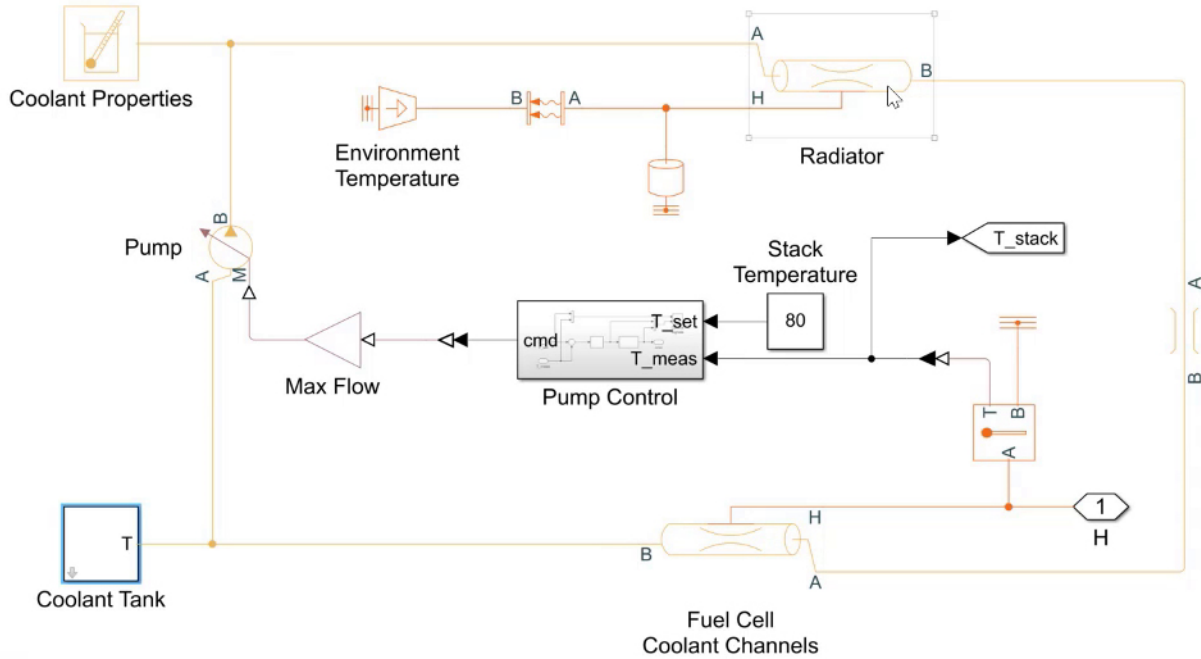 Coolant Properties
A
B
H
Radiator
B
A
Environment
Temperature
B
Pump
A
M
T_stack
Stack
Temperature
80
cmd
T_set
T_meas
Pump Control
Max Flow
A
B
T
B
A
1
H
T
Coolant Tank
H
B
A
Fuel Cell
Coolant Channels